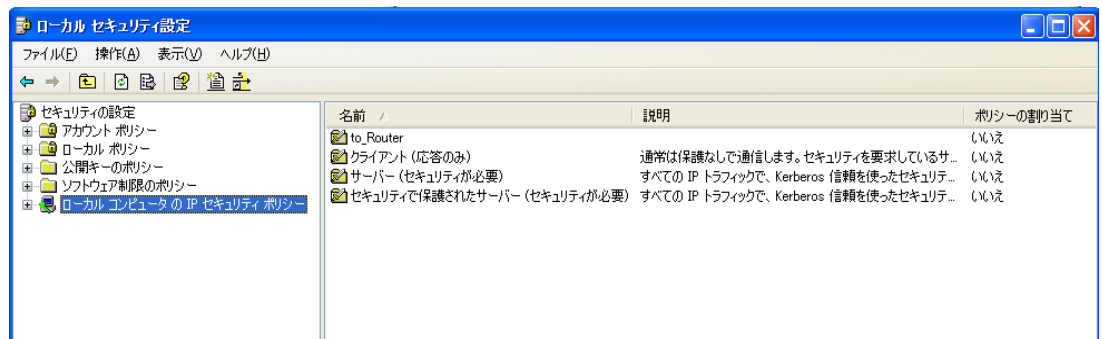 ローカル セキュリティ設定
ファイル(F) 操作(A) 表示(V) ヘルプ(H)
セキュリティの設定
アカウント ポリシー
ローカル ポリシー
公開キーのポリシー
ソフトウェア制限のポリシー
ローカル コンピュータ の IP セキュリティ ポリシー
名前 説明 ポリシーの割り当て
to_Router いいえ
クライアント (応答のみ) 通常は保護なしで通信します。セキュリティを要求しているサ... いいえ
サーバー (セキュリティが必要) すべての IP トラフィックで、Kerberos 信頼を使ったセキュリテ... いいえ
セキュリティで保護されたサーバー (セキュリティが必要) すべての IP トラフィックで、Kerberos 信頼を使ったセキュリテ... いいえ